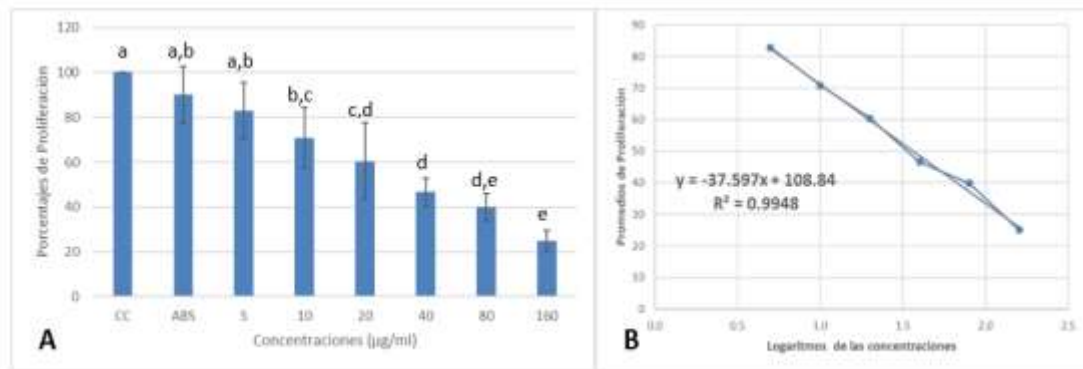 120
100
80
60
40
20
0
Porcentajes de Proliferación
a
a,b
a,b
b,c
c,d
d
d,e
e
CC ABS 5 10 20 40 80 160
Concentraciones (µg/ml)
A
90
80
70
60
50
40
30
20
10
0
Promedios de Proliferación
y = -37.597x + 108.84
R² = 0.9948
0.0 0.5 1.0 1.5 2.0 2.5
Logaritmos de las concentraciones
B